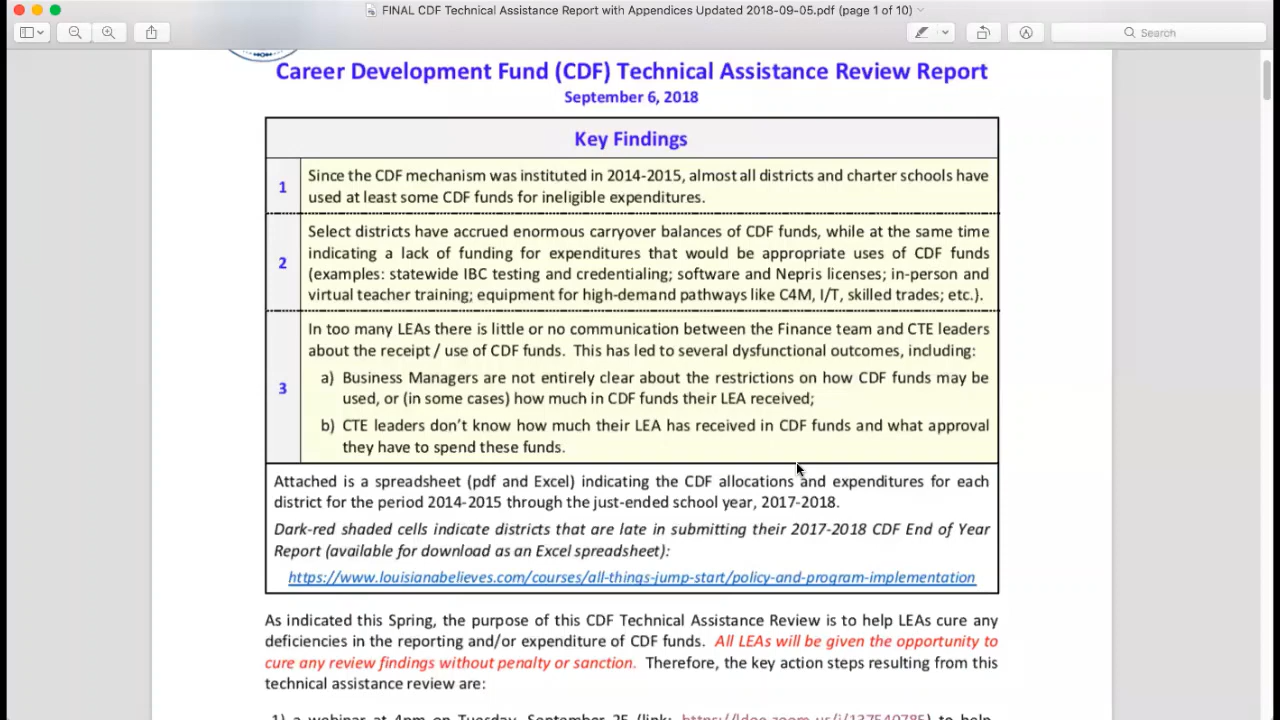 FINAL CDF Technical Assistance Report with Appendices Updated 2018-09-05.pdf (page 1 of 10)
Search
Career Development Fund (CDF) Technical Assistance Review Report
September 6, 2018
Key Findings
1
Since the CDF mechanism was instituted in 2014-2015, almost all districts and charter schools have
used at least some CDF funds for ineligible expenditures.
2
Select districts have accrued enormous carryover balances of CDF funds, while at the same time
indicating a lack of funding for expenditures that would be appropriate uses of CDF funds
(examples: statewide IBC testing and credentialing; software and Nepris licenses; in-person and
virtual teacher training; equipment for high-demand pathways like C4M, I/T, skilled trades; etc.).
3
In too many LEAs there is little or no communication between the Finance team and CTE leaders
about the receipt / use of CDF funds. This has led to several dysfunctional outcomes, including:
a) Business Managers are not entirely clear about the restrictions on how CDF funds may be
used, or (in some cases) how much in CDF funds their LEA received;
b) CTE leaders don't know how much their LEA has received in CDF funds and what approval
they have to spend these funds.
Attached is a spreadsheet (pdf and Excel) indicating the CDF allocations and expenditures for each
district for the period 2014-2015 through the just-ended school year, 2017-2018.
Dark-red shaded cells indicate districts that are late in submitting their 2017-2018 CDF End of Year
Report (available for download as an Excel spreadsheet):
https://www.louisianabelieves.com/courses/all-things-jump-start/policy-and-program-implementation
As indicated this Spring, the purpose of this CDF Technical Assistance Review is to help LEAs cure any
deficiencies in the reporting and/or expenditure of CDF funds. All LEAs will be given the opportunity to
cure any review findings without penalty or sanction. Therefore, the key action steps resulting from this
technical assistance review are:
1) a webinar at 4pm on Tuesday, September 25 (link: https://ldoe.zoom.us/j/137540785) to help